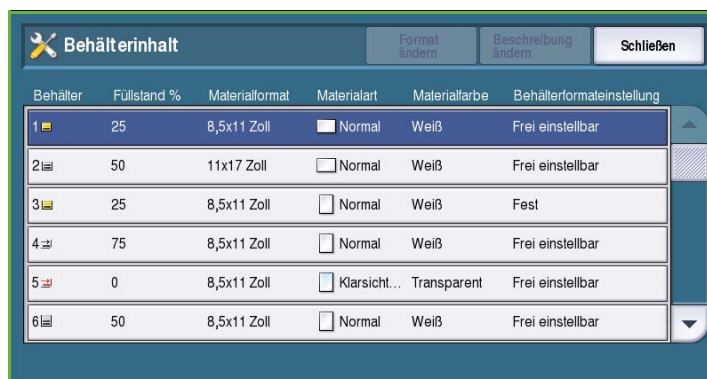 Behälterinhalt
Format ändern
Beschreibung ändern
Schließen
Behälter Füllstand % Materialformat Materialart Materialfarbe Behälterformateinstellung
1 25 8,5x11 Zoll Normal Weiß Frei einstellbar
2 50 11x17 Zoll Normal Weiß Frei einstellbar
3 25 8,5x11 Zoll Normal Weiß Fest
4 75 8,5x11 Zoll Normal Weiß Frei einstellbar
5 0 8,5x11 Zoll Klarsicht... Transparent Frei einstellbar
6 50 8,5x11 Zoll Normal Weiß Frei einstellbar